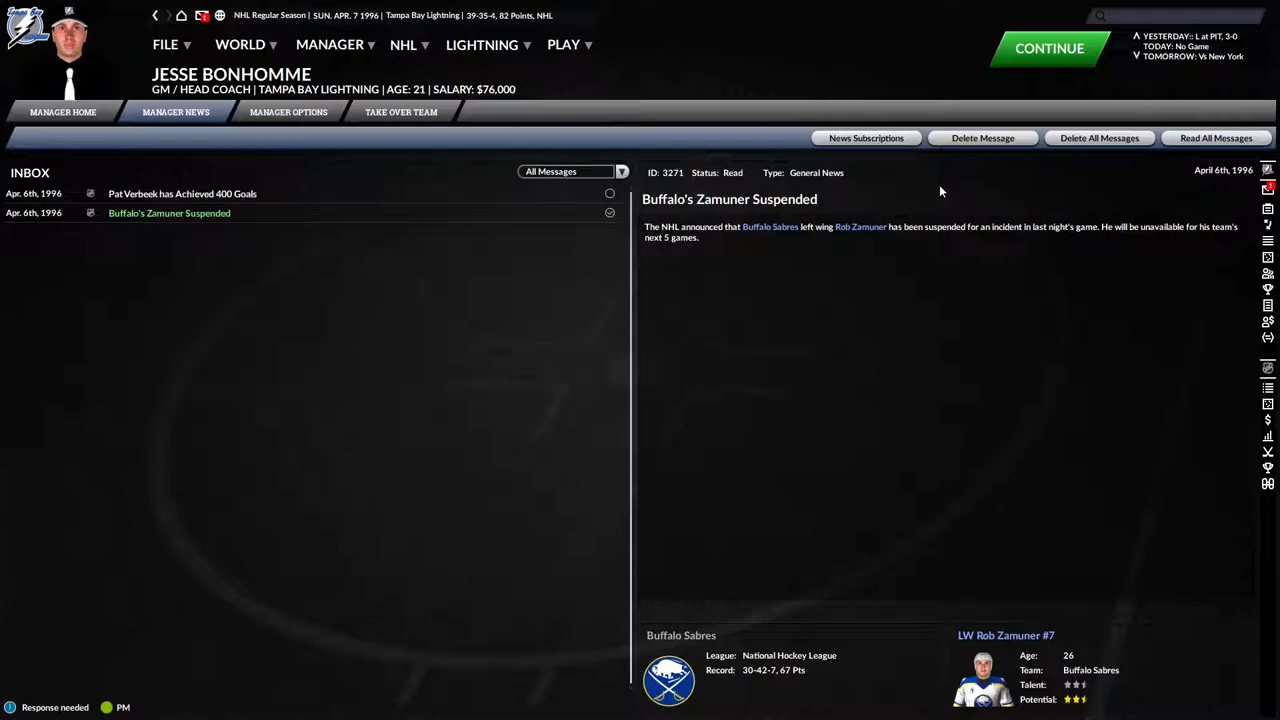 NHL Regular Season | SUN. APR. 7 1996 | Tampa Bay Lightning | 39-35-4, 82 Points, NHL
FILE
WORLD
MANAGER
NHL
LIGHTNING
PLAY
CONTINUE
YESTERDAY:: L at PIT, 3-0
TODAY: No Game
TOMORROW: Vs New York
JESSE BONHOMME
GM / HEAD COACH | TAMPA BAY LIGHTNING | AGE: 21 | SALARY: $76,000
MANAGER HOME
MANAGER NEWS
MANAGER OPTIONS
TAKE OVER TEAM
News Subscriptions
Delete Message
Delete All Messages
Read All Messages
INBOX
All Messages
Apr. 6th, 1996 Pat Verbeek has Achieved 400 Goals
Apr. 6th, 1996 Buffalo's Zamuner Suspended
ID: 3271 Status: Read Type: General News
April 6th, 1996
Buffalo's Zamuner Suspended
The NHL announced that Buffalo Sabres left wing Rob Zamuner has been suspended for an incident in last night's game. He will be unavailable for his team's
next 5 games.
Buffalo Sabres
League: National Hockey League
Record: 30-42-7, 67 Pts
LW Rob Zamuner #7
Age: 26
Team: Buffalo Sabres
Talent:
Potential:
Response needed
PM